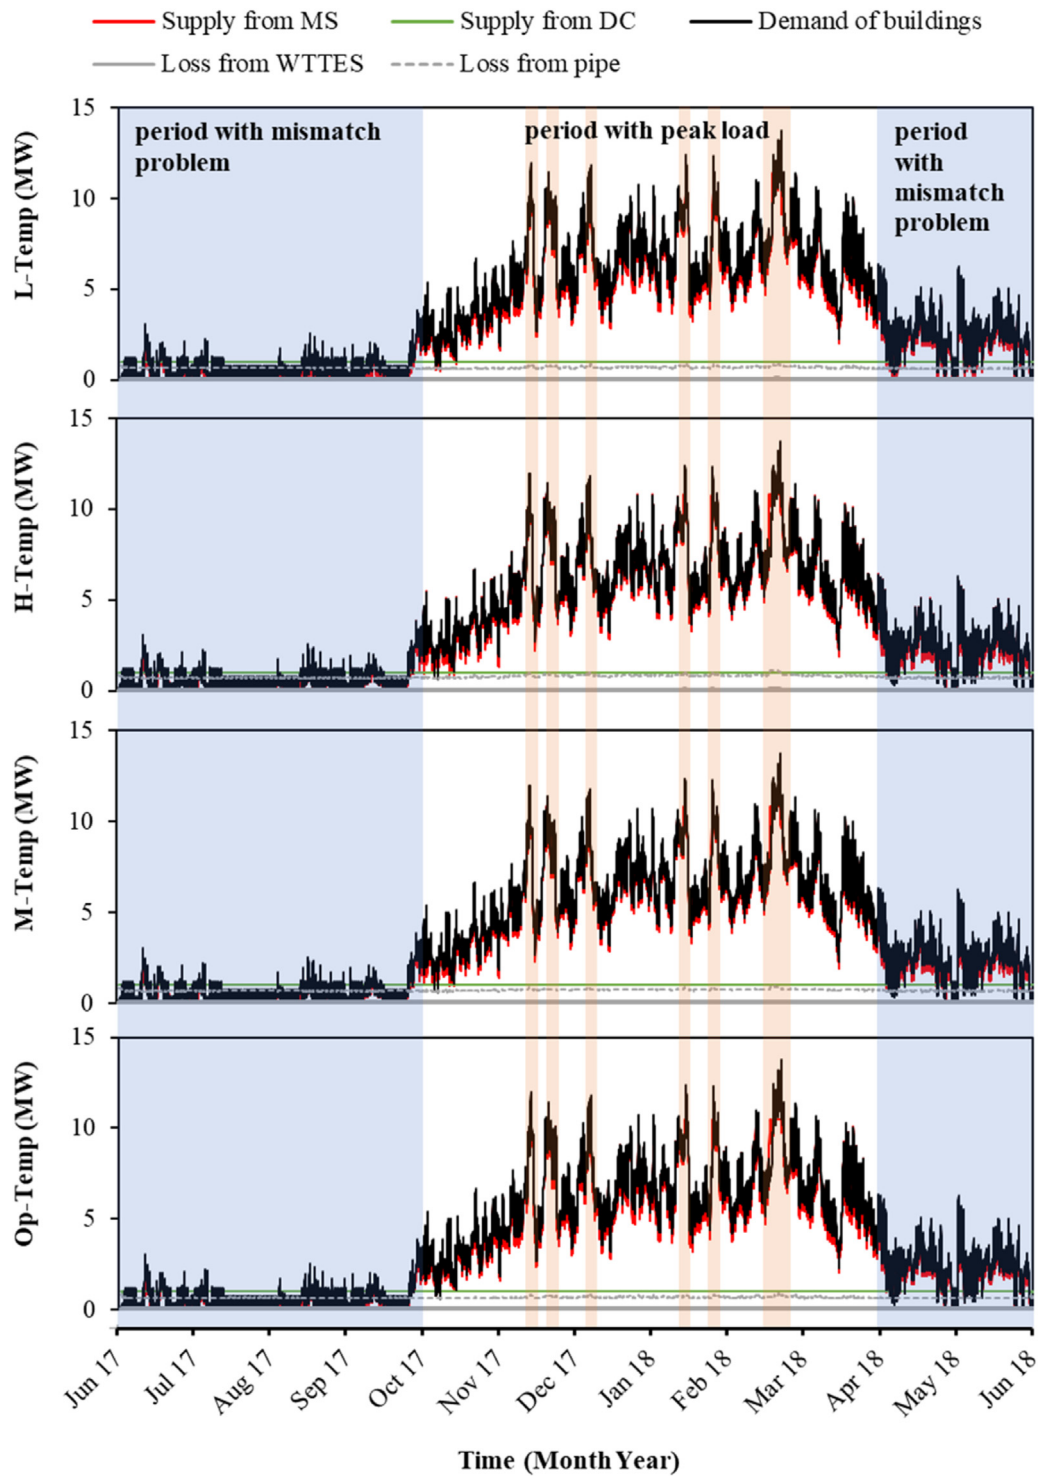 Supply from MS
Supply from DC
Demand of buildings
Loss from WTTES
Loss from pipe
L-Temp (MW)
15
10
5
0
period with mismatch
problem
period with peak load
period
with
mismatch
problem
H-Temp (MW)
15
10
5
0
M-Temp (MW)
15
10
5
0
Op-Temp (MW)
15
10
5
0
Jun 17
Jul 17
Aug 17
Sep 17
Oct 17
Nov 17
Dec 17
Jan 18
Feb 18
Mar 18
Apr 18
May 18
Jun 18
Time (Month Year)